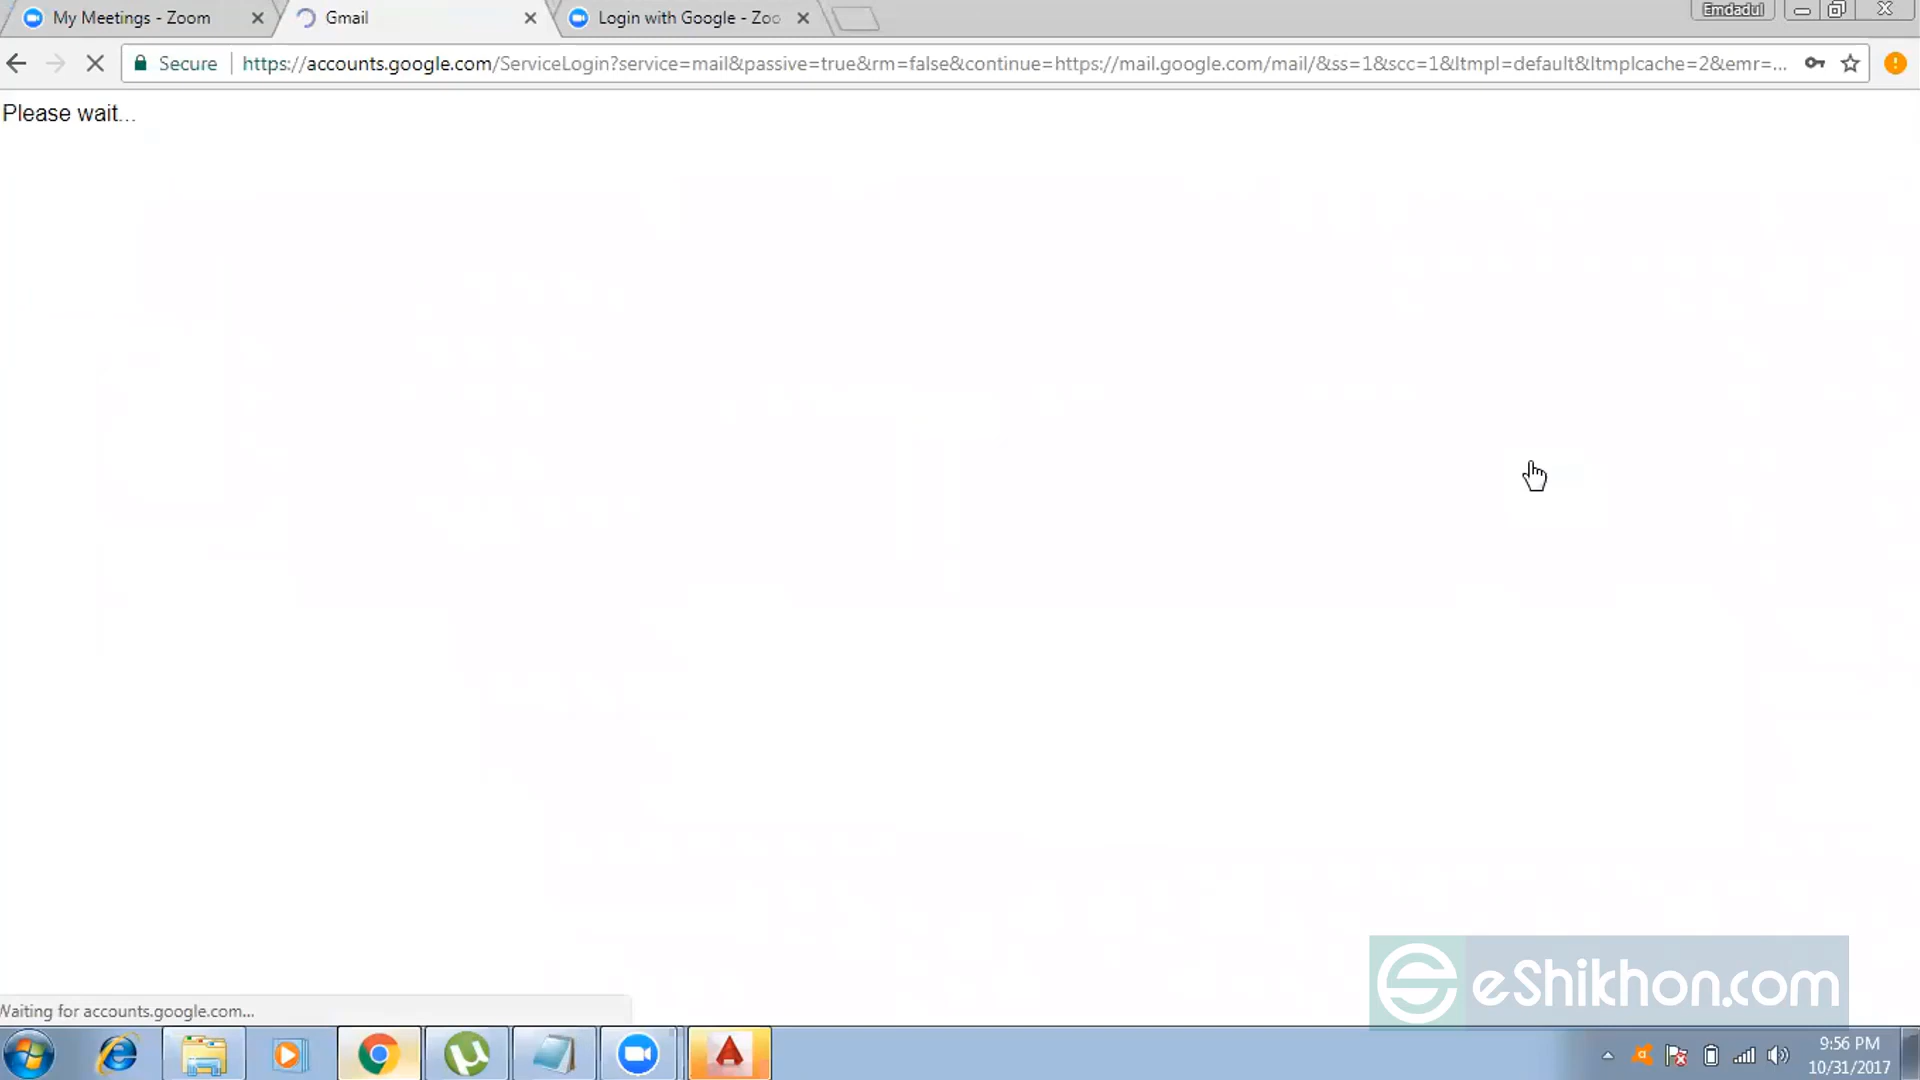 My Meetings - Zoom
Gmail
Login with Google - Zoo
Emdadul
Secure
https://accounts.google.com/ServiceLogin?service=mail&passive=true&rm=false&continue=https://mail.google.com/mail/&ss=1&scc=1&ltmpl=default&ltmplcache=2&emr=...
Please wait...
eShikhon.com
Waiting for accounts.google.com...
9:56 PM
10/31/2017